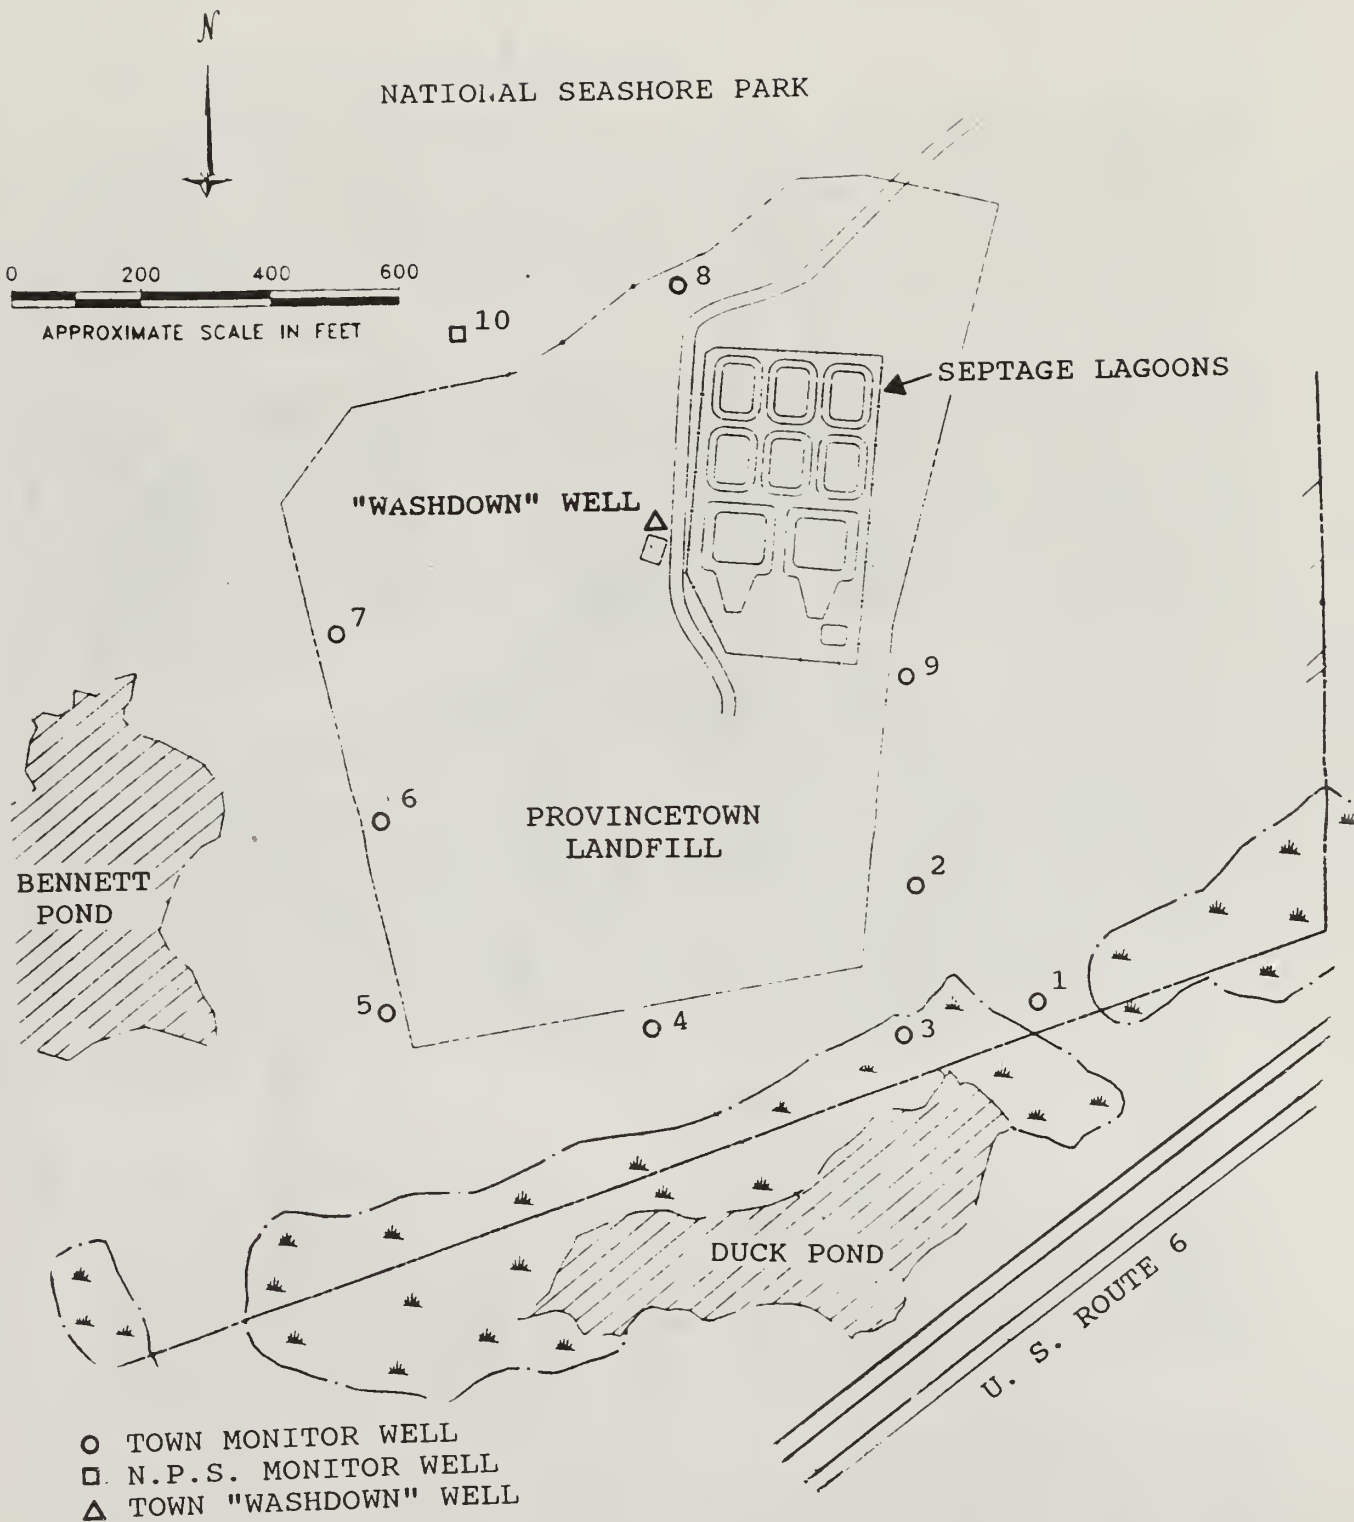 N
NATIONAL SEASHORE PARK
0 200 400 600
APPROXIMATE SCALE IN FEET
8
10
SEPTAGE LAGOONS
"WASHDOWN" WELL
7
9
6
PROVINCETOWN
LANDFILL
2
BENNETT
POND
1
5
4
3
DUCK POND
U. S. ROUTE 6
TOWN MONITOR WELL
N.P.S. MONITOR WELL
TOWN "WASHDOWN" WELL